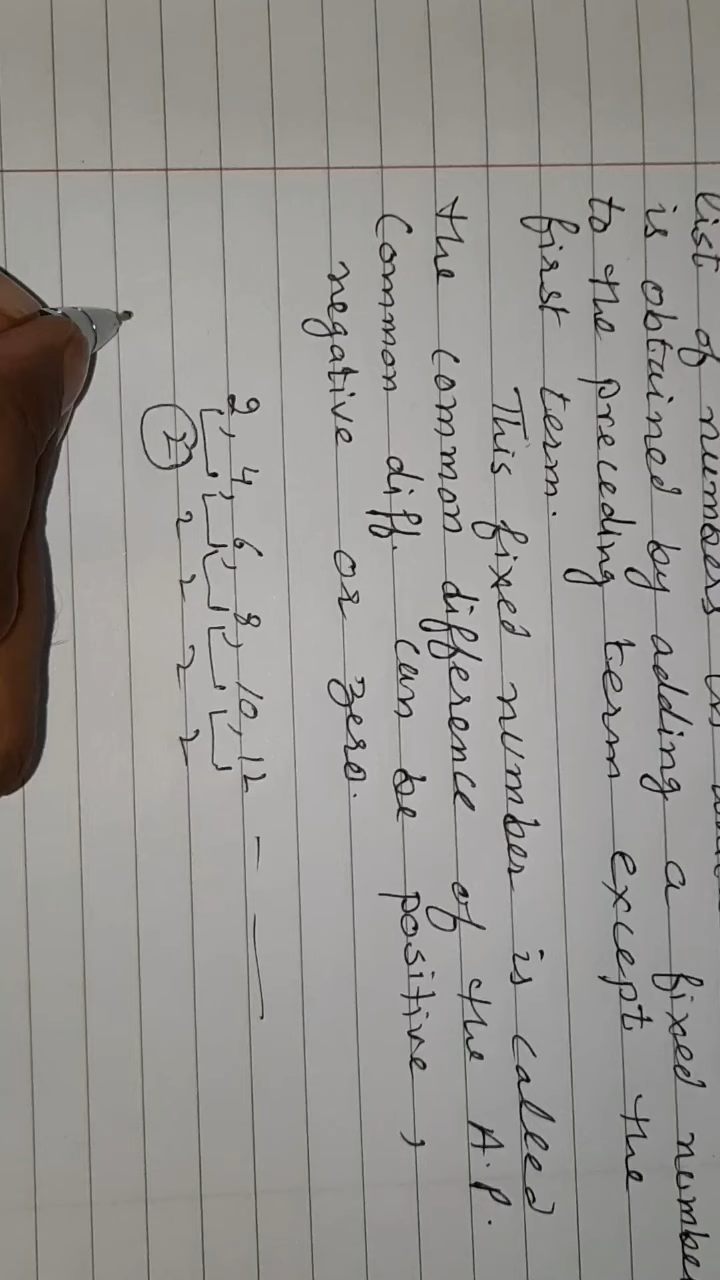 list of numbers in
is obtained by adding a fixed number
to the preceding term except the
first term.
This fixed number is called
the common difference of the A.P.
Common diff. can be positive,
negative or zero.
2, 4, 6, 8, 10, 12 - —
2 2 2 2 2